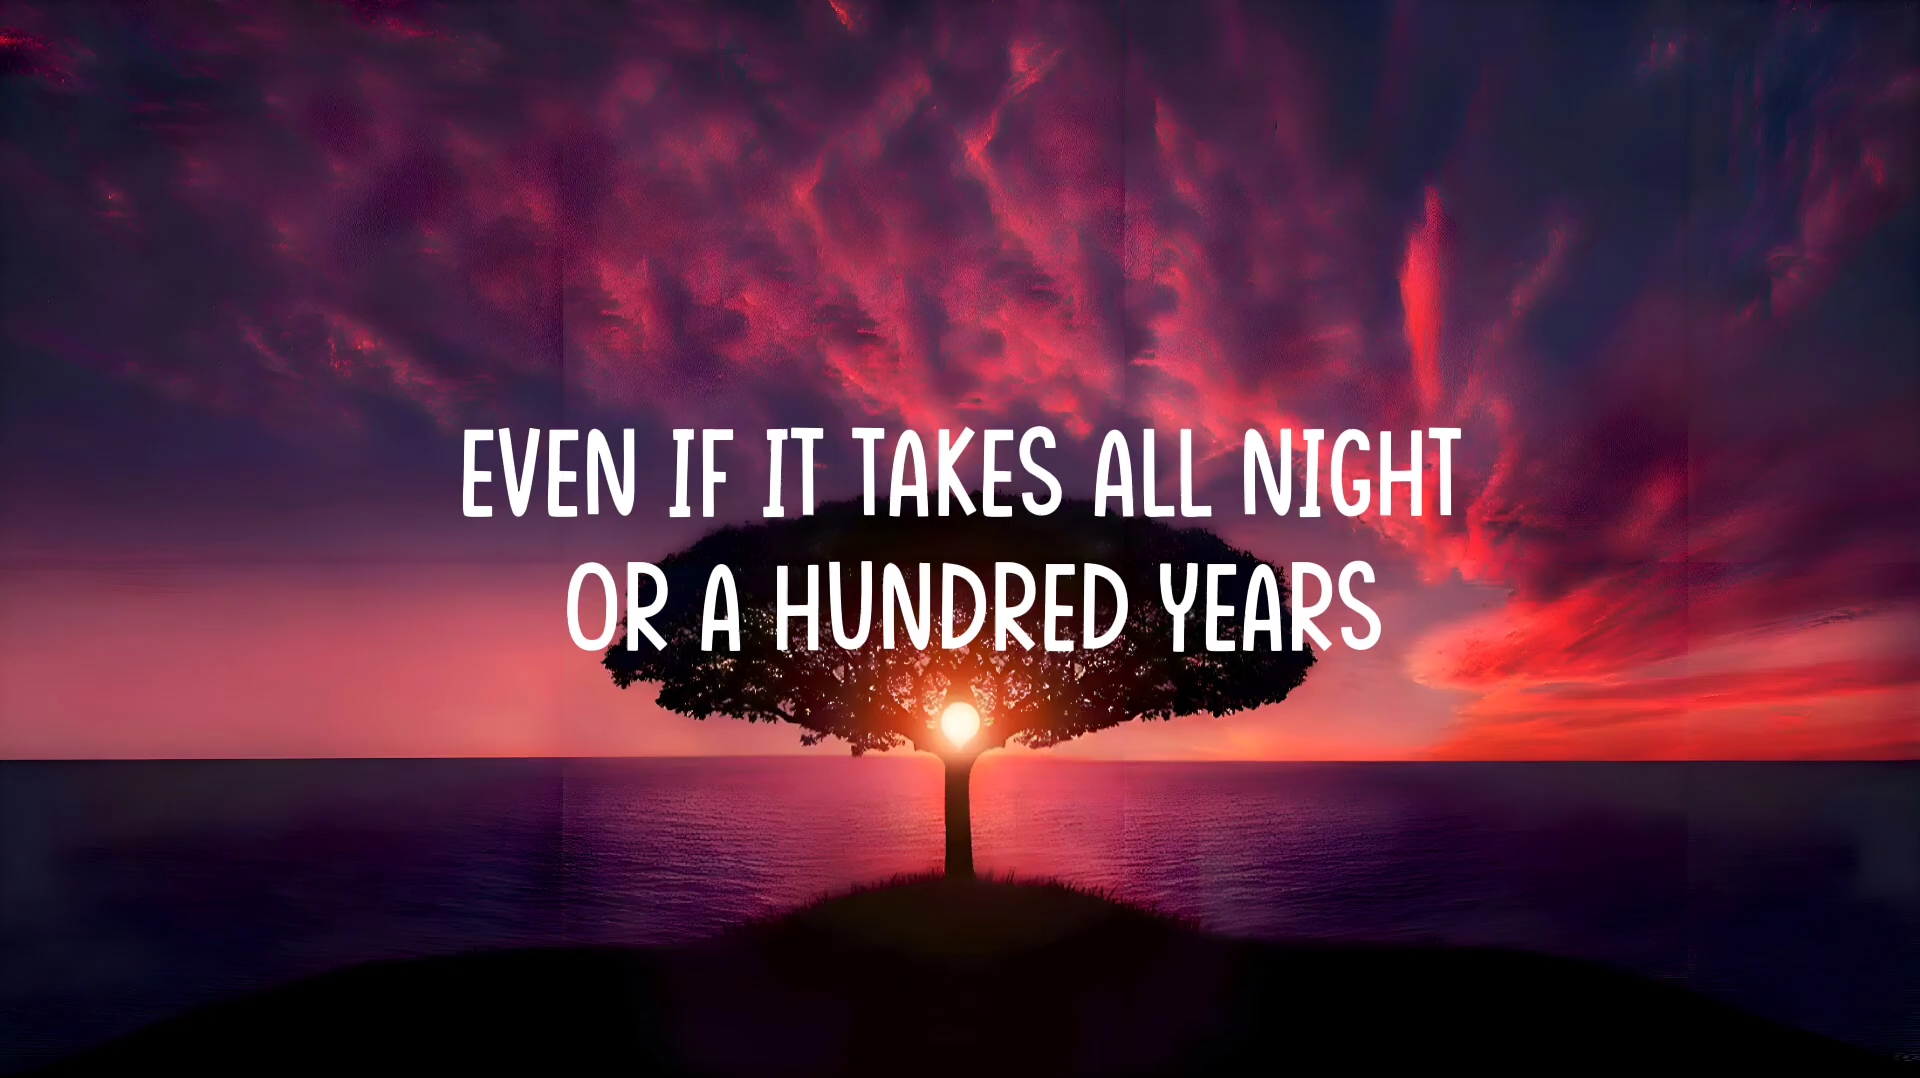 EVEN IF IT TAKES ALL NIGHT
OR A HUNDRED YEARS